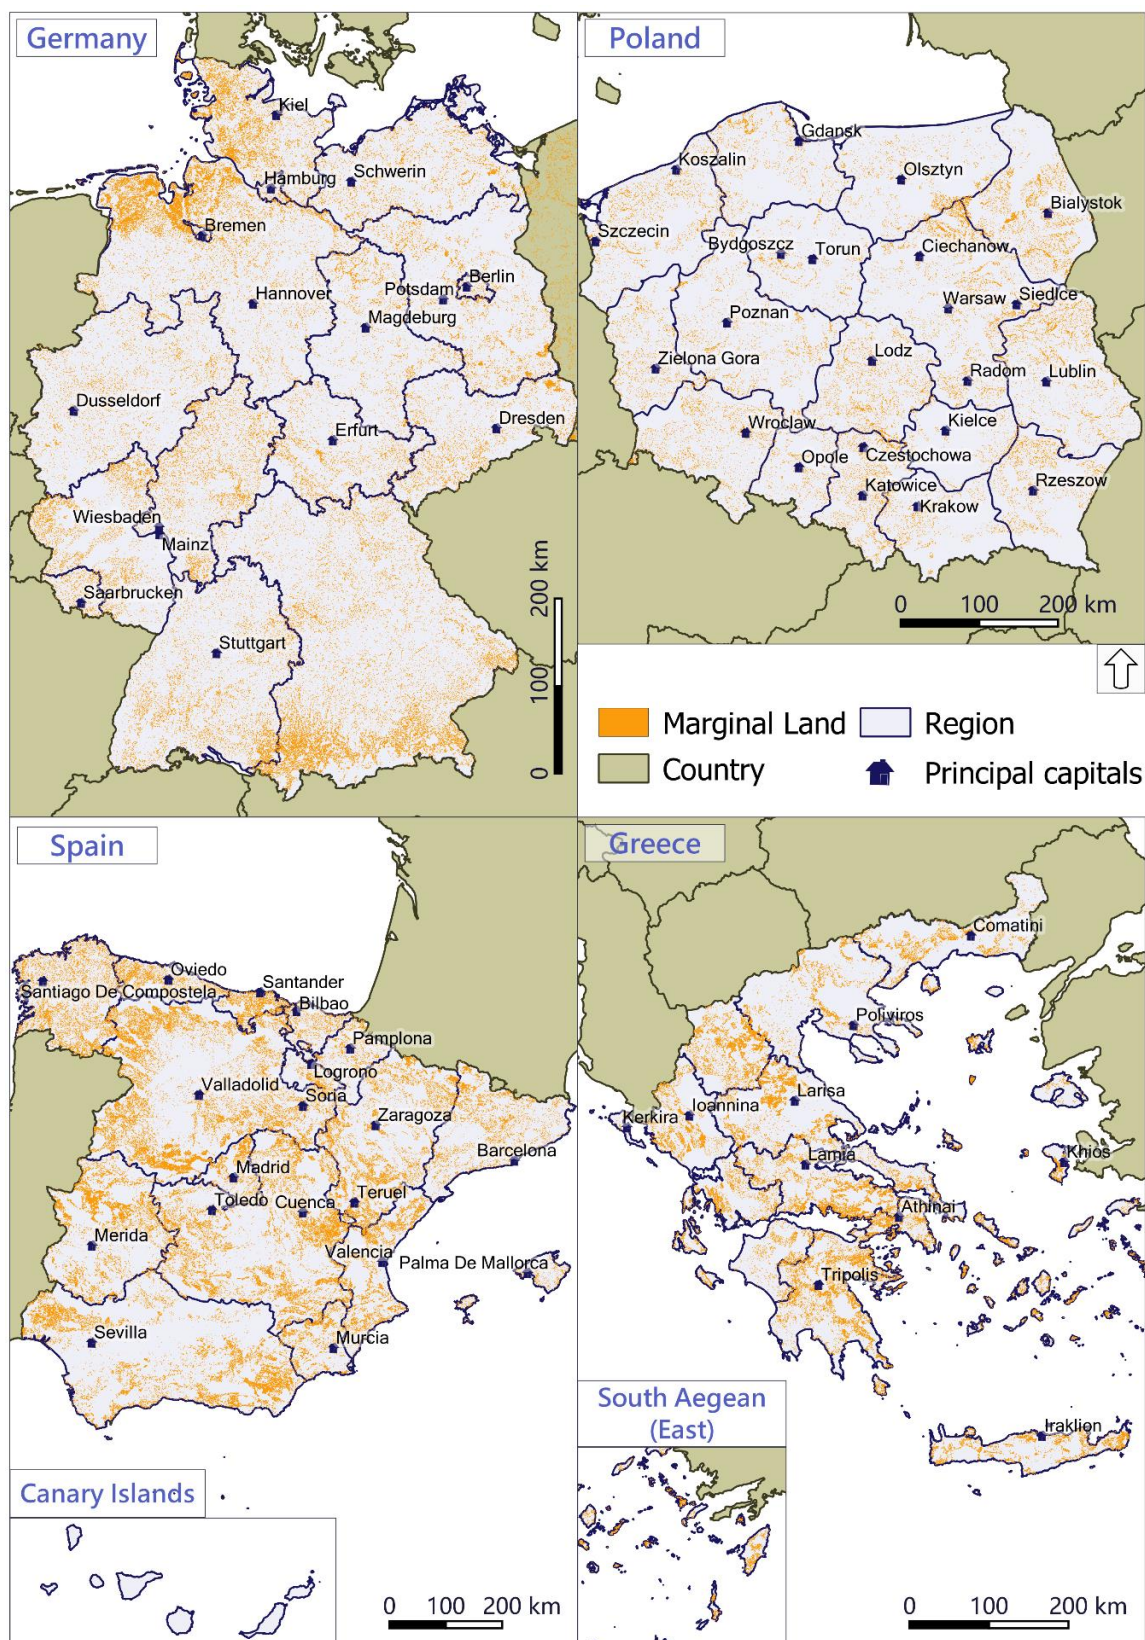 Germany
Kiel
Hamburg
Schwerin
Bremen
Berlin
Potsdam
Hannover
Magdeburg
Dusseldorf
Erfurt
Dresden
Wiesbaden
Mainz
Saarbrucken
Stuttgart
0 100 200 km
Poland
Gdansk
Koszalin
Olsztyn
Bialystok
Szczecin
Bydgoszcz
Torun
Ciechanow
Warsaw
Siedlce
Poznan
Zielona Gora
Lodz
Radom
Lublin
Wroclaw
Kielce
Opole
Czestochowa
Katowice
Rzeszow
Krakow
0 100 200 km
Marginal Land
Region
Country
Principal capitals
Spain
Oviedo
Santander
Santiago De Compostela
Bilbao
Pamplona
Logrono
Valladolid
Soria
Zaragoza
Barcelona
Madrid
Toledo
Cuenca
Teruel
Merida
Valencia
Palma De Mallorca
Sevilla
Murcia
Canary Islands
0 100 200 km
Greece
Comatini
Poliviros
Larisa
Ioannina
Kerkira
Lamia
Khios
Athinai
Tripolis
Iraklion
South Aegean
(East)
0 100 200 km